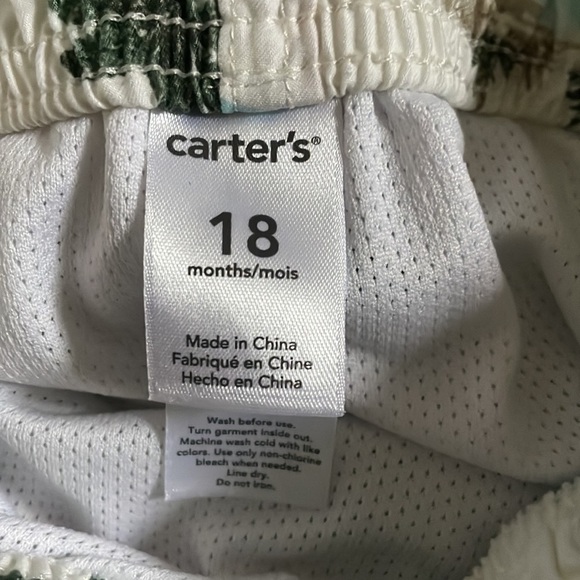 carter's®
18
months/mois
Made in China
Fabriqué en Chine
Hecho en China
Wash before use.
Turn garment inside out.
Machine wash cold with like
colors. Use only non-chlorine
bleach when needed.
Line dry.
Do not iron.